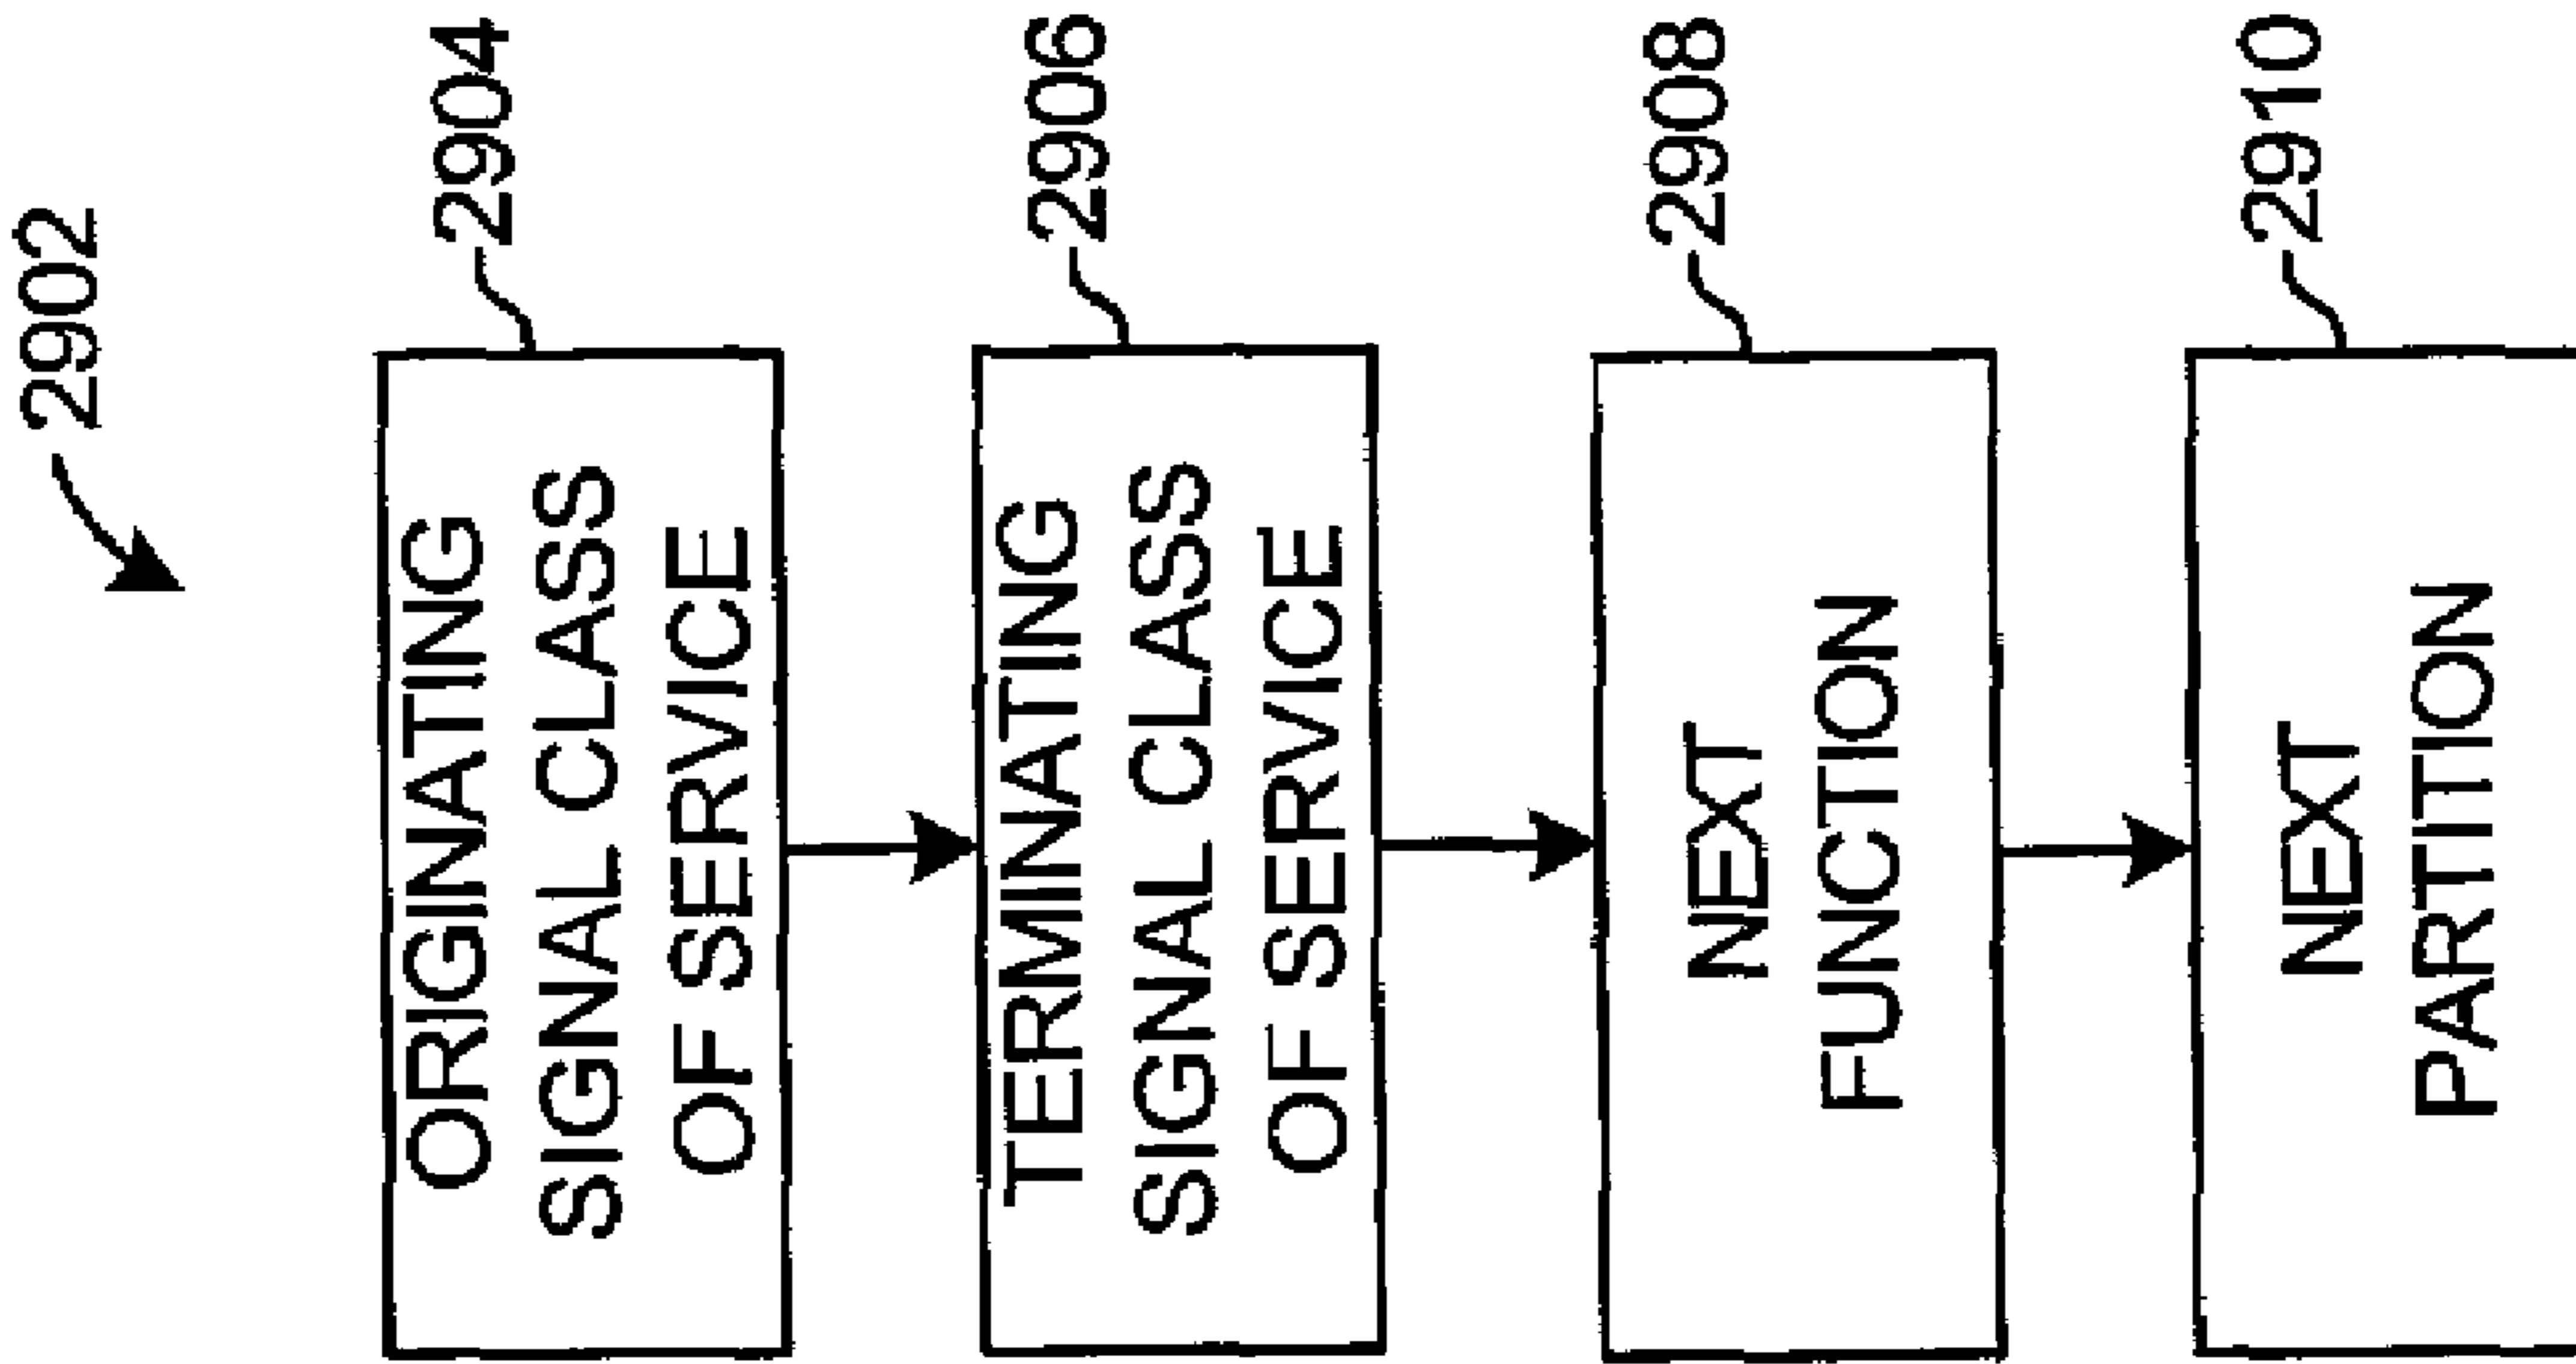 2902
2904
ORIGINATING
SIGNAL CLASS
OF SERVICE
2906
TERMINATING
SIGNAL CLASS
OF SERVICE
2908
NEXT
FUNCTION
2910
NEXT
PARTITION